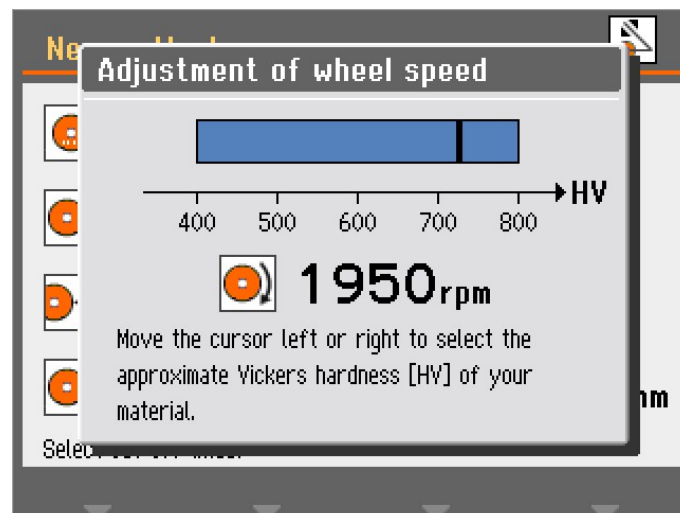 Ne
Adjustment of wheel speed
HV
400 500 600 700 800
1950rpm
Move the cursor left or right to select the
approximate Vickers hardness [HV] of your
material.